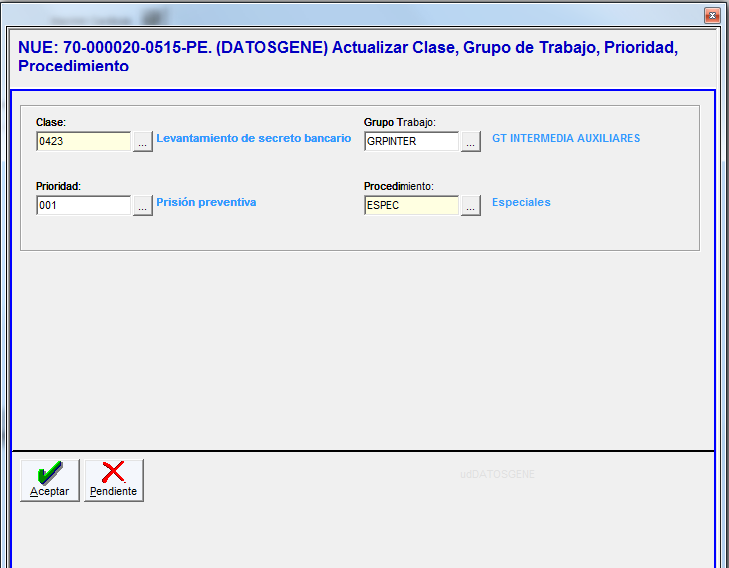 NUE: 70-000020-0515-PE. (DATOSGENE) Actualizar Clase, Grupo de Trabajo, Prioridad,
Procedimiento
Clase: Grupo Trabajo:
0423 ... Levantamiento de secreto bancario GRPINTER ... GT INTERMEDIA AUXILIARES
Prioridad: Procedimiento:
001 ... Prisión preventiva ESPEC ... Especiales
udDATOSGENE
Aceptar Pendiente